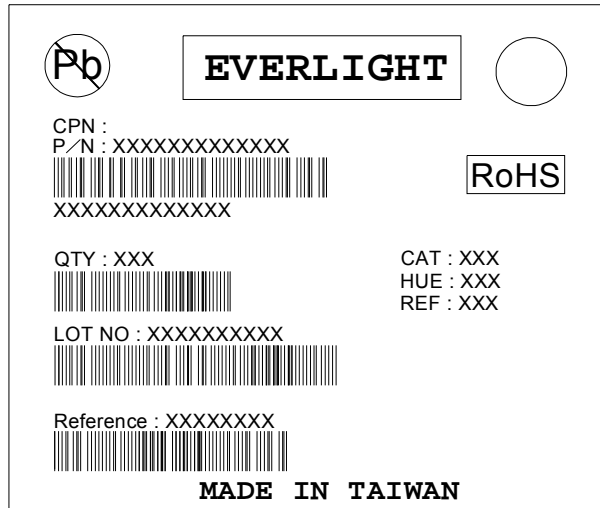 Pb
EVERLIGHT
CPN :
P/N : XXXXXXXXXXXXX
RoHS
XXXXXXXXXXXXX
QTY : XXX
CAT : XXX
HUE : XXX
REF : XXX
LOT NO : XXXXXXXXXX
Reference : XXXXXXXX
MADE IN TAIWAN